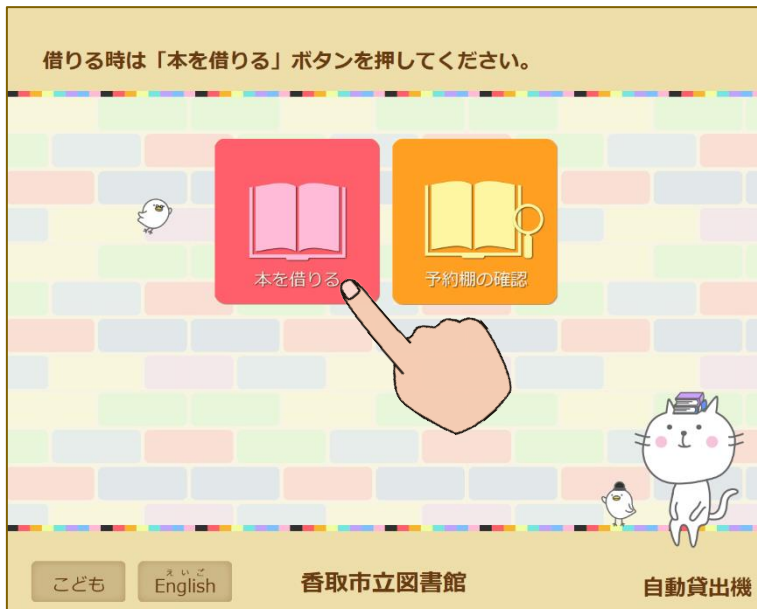 借りる時は「本を借りる」ボタンを押してください。
本を借りる
予約棚の確認
こども
えいご
English
香取市立図書館
自動貸出機